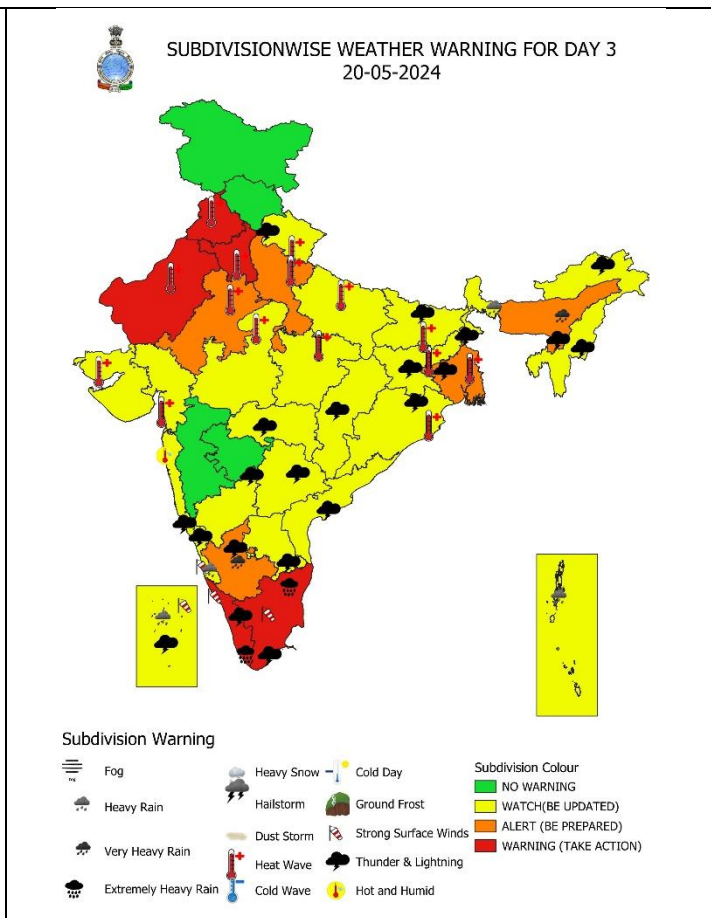 SUBDIVISIONWISE WEATHER WARNING FOR DAY 3
20-05-2024
Subdivision Warning
Fog
Heavy Rain
Very Heavy Rain
Extremely Heavy Rain
Heavy Snow
Hailstorm
Dust Storm
Heat Wave
Cold Wave
Cold Day
Ground Frost
Strong Surface Winds
Thunder & Lightning
Hot and Humid
Subdivision Colour
NO WARNING
WATCH(BE UPDATED)
ALERT (BE PREPARED)
WARNING (TAKE ACTION)